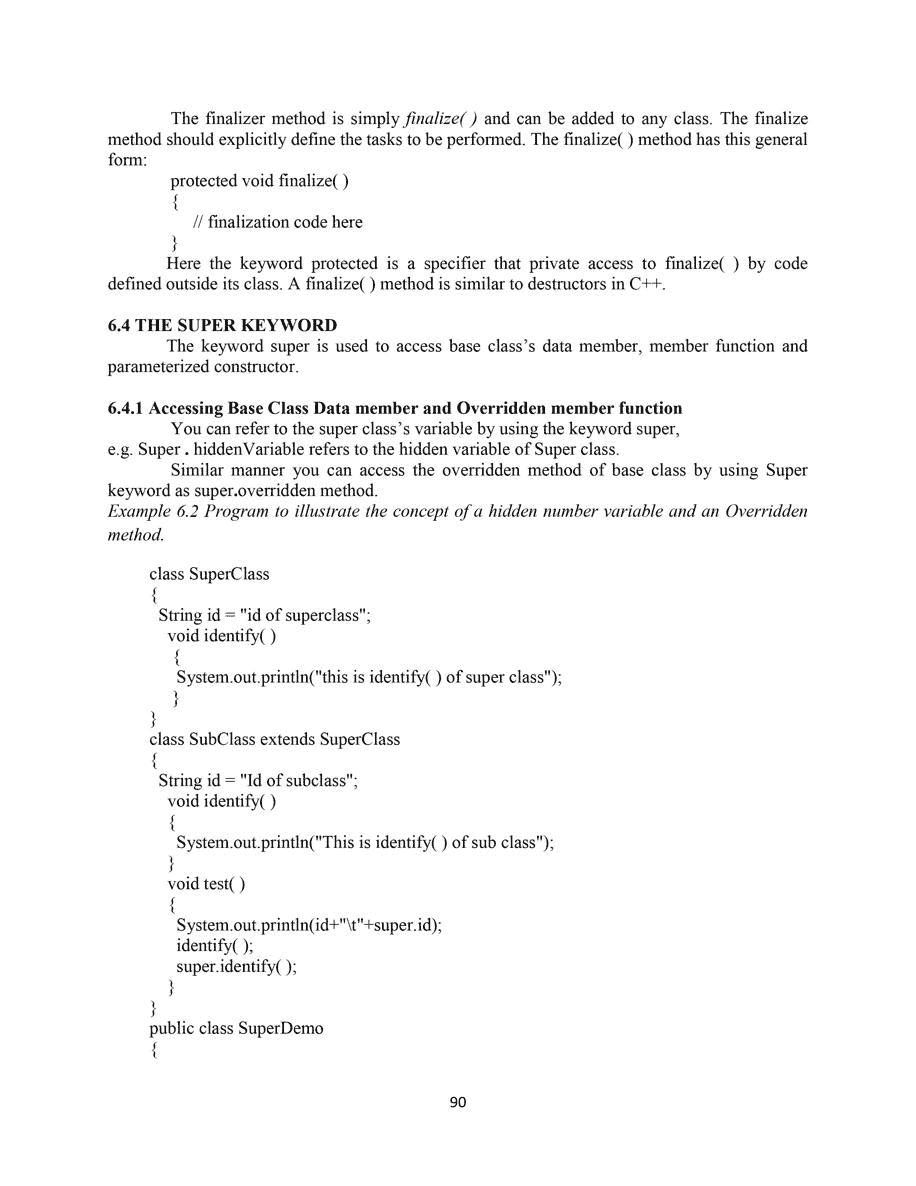 The finalizer method is simply finalize( ) and can be added to any class. The finalize
method should explicitly define the tasks to be performed. The finalize( ) method has this general
form:
protected void finalize( )
{
// finalization code here
}
Here the keyword protected is a specifier that private access to finalize( ) by code
defined outside its class. A finalize( ) method is similar to destructors in C++.
6.4 THE SUPER KEYWORD
The keyword super is used to access base class’s data member, member function and
parameterized constructor.
6.4.1 Accessing Base Class Data member and Overridden member function
You can refer to the super class’s variable by using the keyword super,
e.g. Super . hiddenVariable refers to the hidden variable of Super class.
Similar manner you can access the overridden method of base class by using Super
keyword as super.overridden method.
Example 6.2 Program to illustrate the concept of a hidden number variable and an Overridden
method.
class SuperClass
{
String id = "id of superclass";
void identify( )
{
System.out.println("this is identify( ) of super class");
}
}
class SubClass extends SuperClass
{
String id = "Id of subclass";
void identify( )
{
System.out.println("This is identify( ) of sub class");
}
void test( )
{
System.out.println(id+"\t"+super.id);
identify( );
super.identify( );
}
}
public class SuperDemo
{
90